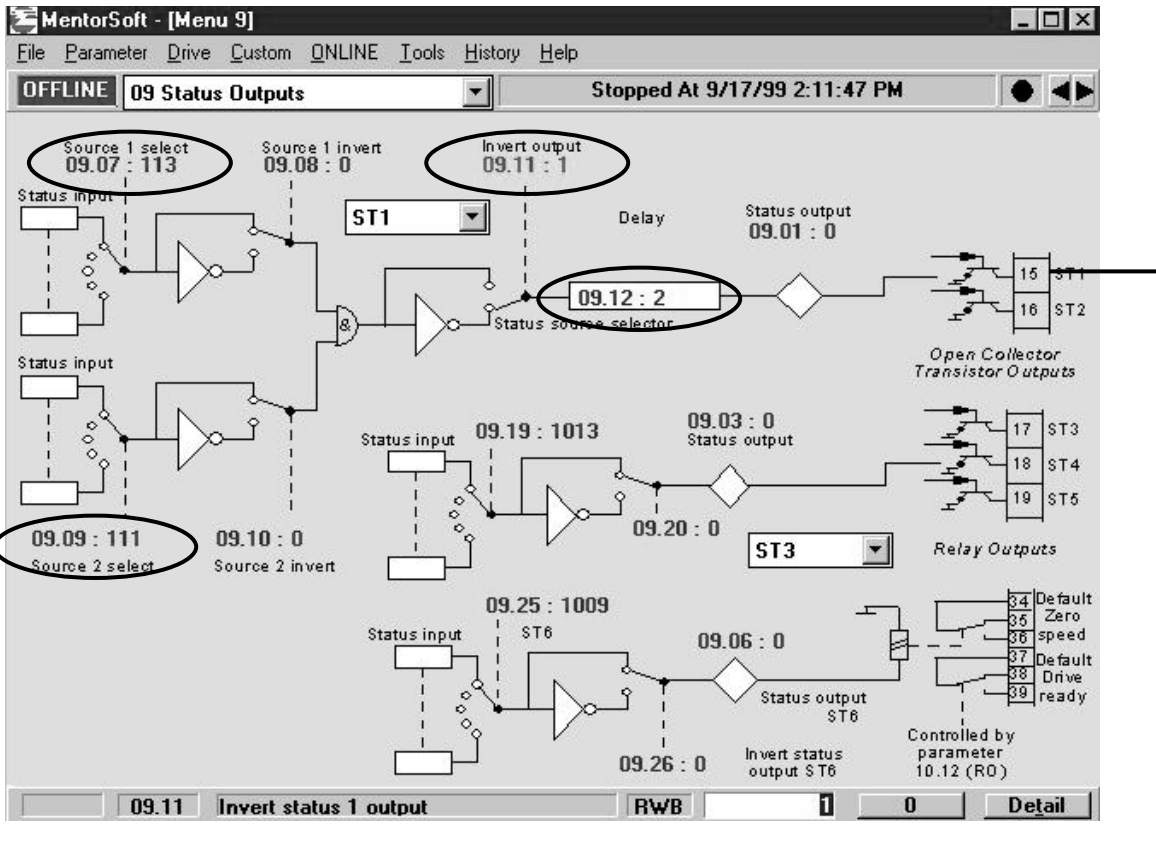 MentorSoft - [Menu 9]
File Parameter Drive Custom ONLINE Tools History Help
OFFLINE 09 Status Outputs Stopped At 9/17/99 2:11:47 PM
Source 1 select
09.07 : 113
Source 1 invert
09.08 : 0
Invert output
09.11 : 1
Status input
ST1
Delay
Status output
09.01 : 0
09.12 : 2
Status source selector
&
15 ST1
16 ST2
Open Collector
Transistor Outputs
Status input
09.09 : 111
Source 2 select
09.10 : 0
Source 2 invert
Status input
09.19 : 1013
09.03 : 0
Status output
09.20 : 0
ST3
17 ST3
18 ST4
19 ST5
Relay Outputs
Status input
09.25 : 1009
ST6
09.06 : 0
Status output
ST6
09.26 : 0
Invert status
output ST6
34 Default
35 Zero
36 speed
37 Default
38 Drive
39 ready
Controlled by
parameter
10.12 (RO)
09.11 Invert status 1 output RWB 1 0 Detail